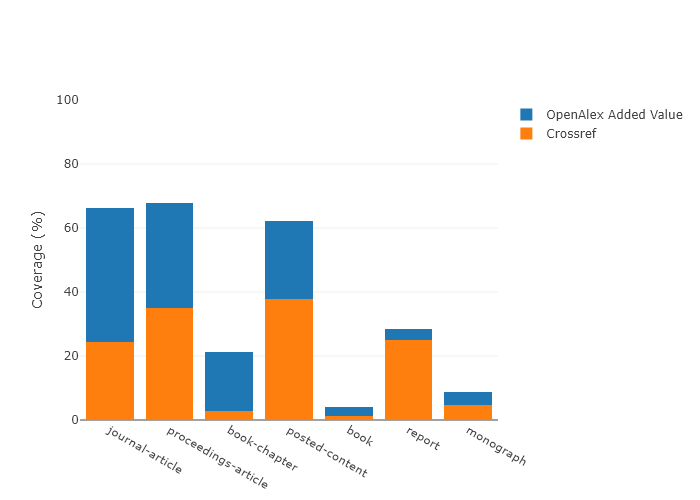 100
80
60
40
20
0
Coverage (%)
journal-article
proceedings-article
book-chapter
posted-content
book
report
monograph
OpenAlex Added Value
Crossref